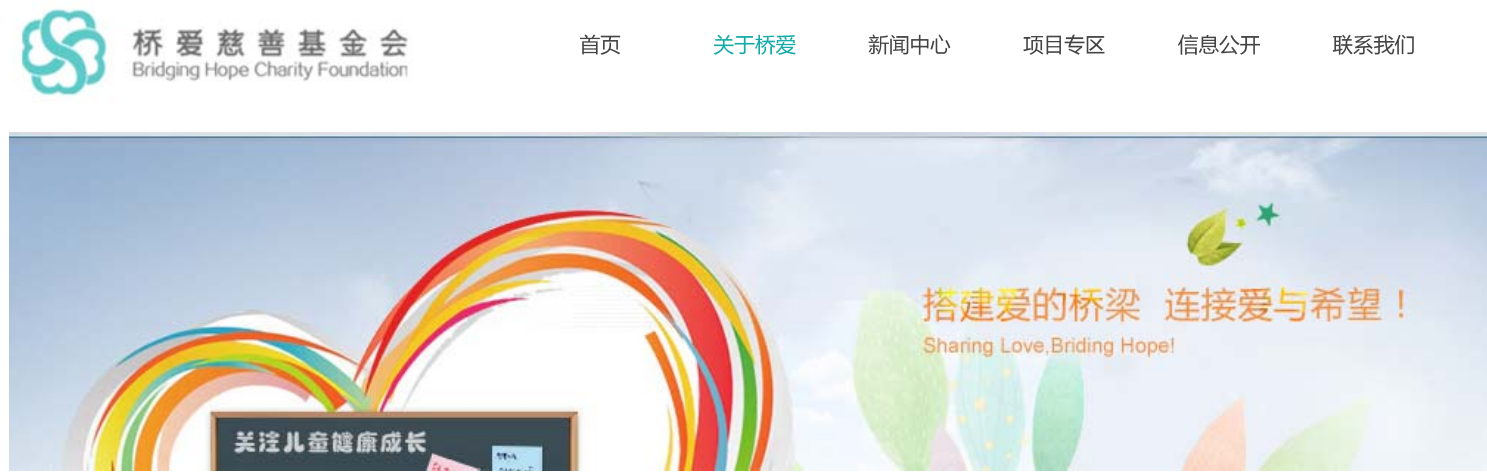 桥爱慈善基金会
Bridging Hope Charity Foundation
首页 关于桥爱 新闻中心 项目专区 信息公开 联系我们
搭建爱的桥梁 连接爱与希望！
Sharing Love,Briding Hope!
关注儿童健康成长